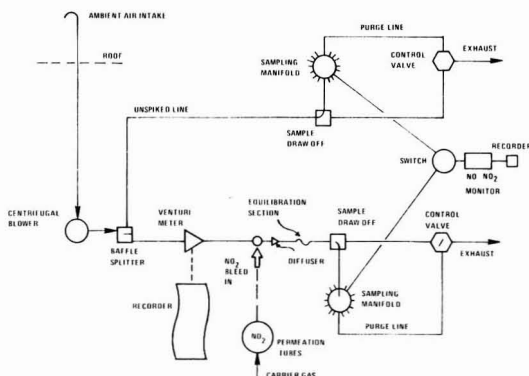 AMBIENT AIR INTAKE
PURGE LINE
ROOF
SAMPLING
MANIFOLD
CONTROL
VALVE
EXHAUST
UNSPIKED LINE
SAMPLE
DRAW OFF
RECORDER
SWITCH
NO NO2
MONITOR
CENTRIFUGAL
BLOWER
VENTURI
METER
EQUILIBRATION
SECTION
SAMPLE
DRAW OFF
CONTROL
VALVE
BAFFLE
SPLITTER
NO2
BLEED
IN
DIFFUSER
EXHAUST
RECORDER
SAMPLING
MANIFOLD
NO2
PERMEATION
TUBES
PURGE LINE
CARRIER GAS